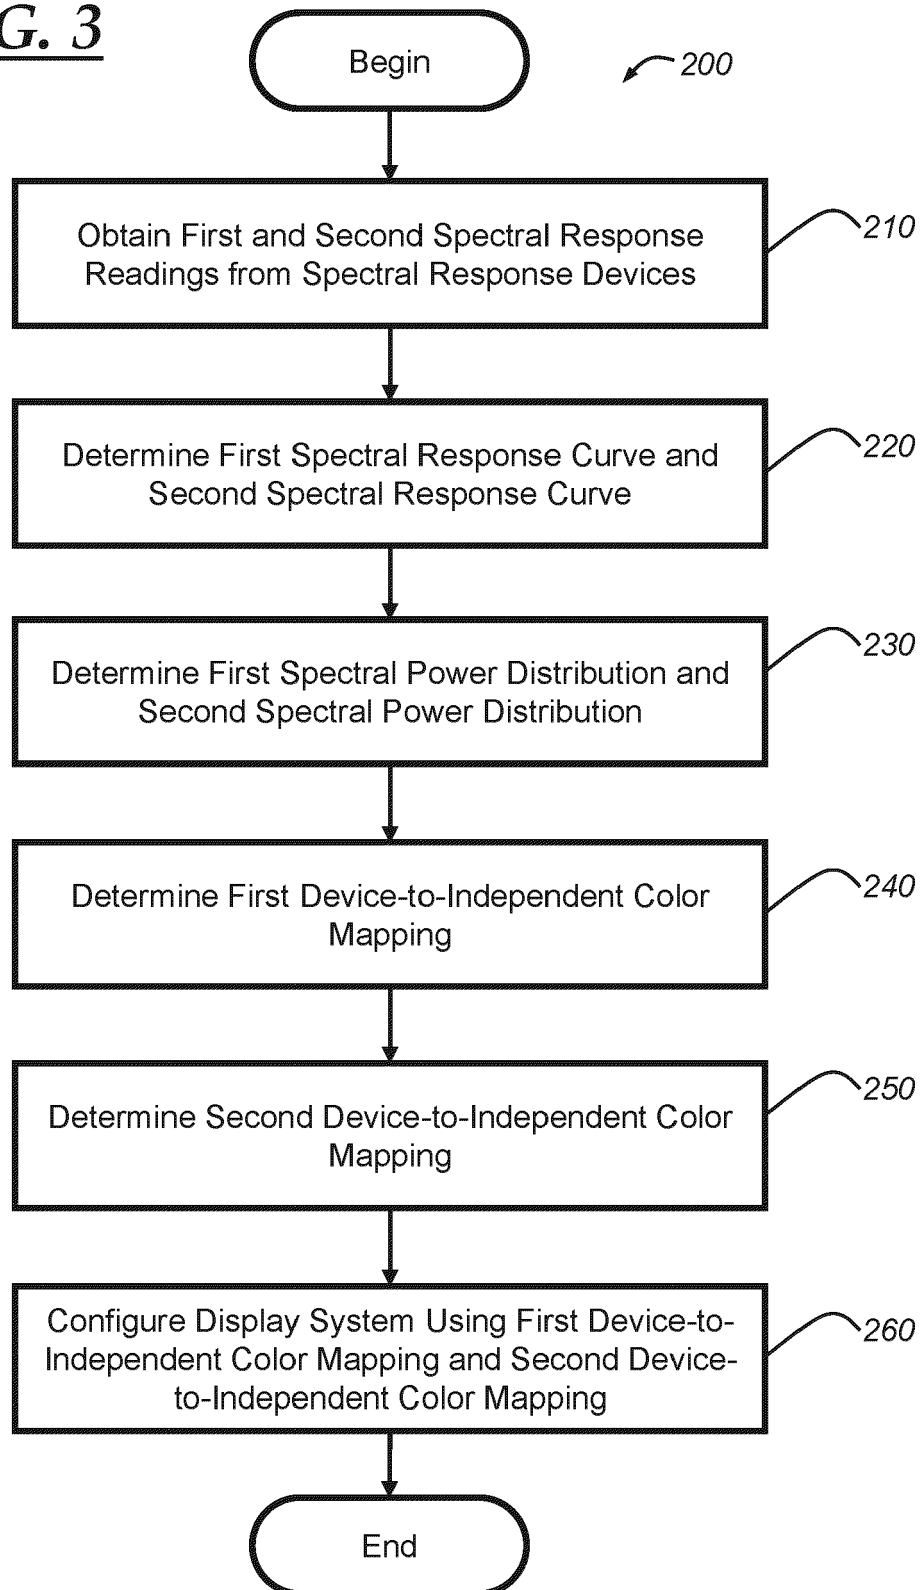 G. 3
Begin
200
Obtain First and Second Spectral Response
Readings from Spectral Response Devices
210
Determine First Spectral Response Curve and
Second Spectral Response Curve
220
Determine First Spectral Power Distribution and
Second Spectral Power Distribution
230
Determine First Device-to-Independent Color
Mapping
240
Determine Second Device-to-Independent Color
Mapping
250
Configure Display System Using First Device-to-
Independent Color Mapping and Second Device-
to-Independent Color Mapping
260
End